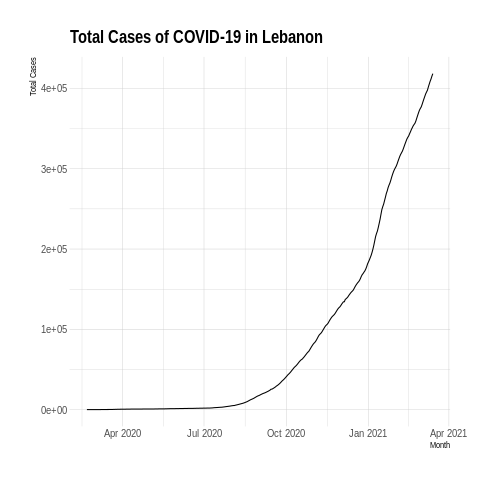 Total Cases of COVID-19 in Lebanon
Total Cases
4e+05
3e+05
2e+05
1e+05
0e+00
Apr 2020
Jul 2020
Oct 2020
Jan 2021
Apr 2021
Month